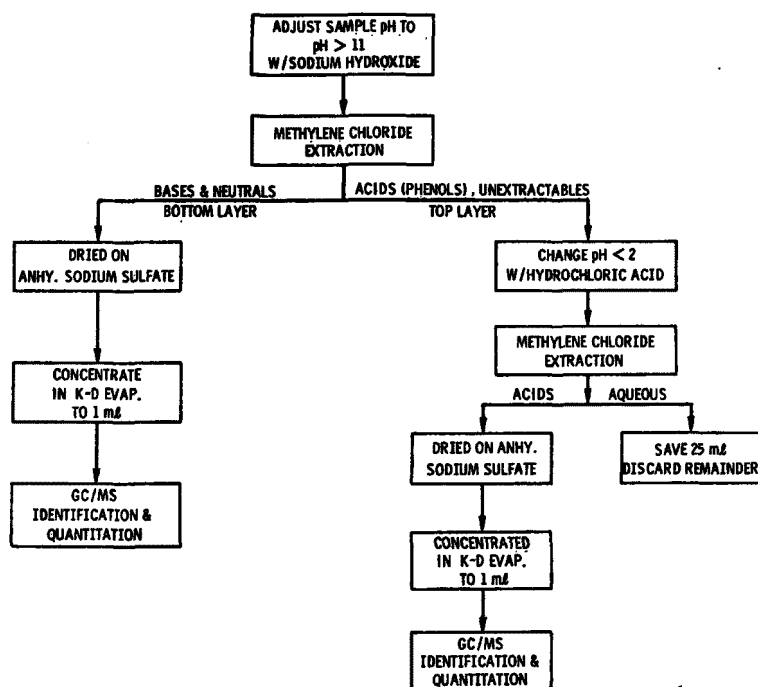 ADJUST SAMPLE pH TO
pH > 11
W/SODIUM HYDROXIDE
METHYLENE CHLORIDE
EXTRACTION
BASES & NEUTRALS
BOTTOM LAYER
ACIDS (PHENOLS), UNEXTRACTABLES
TOP LAYER
DRIED ON
ANHY. SODIUM SULFATE
CONCENTRATE
IN K-D EVAP.
TO 1 mℓ
GC/MS
IDENTIFICATION &
QUANTITATION
CHANGE pH < 2
W/HYDROCHLORIC ACID
METHYLENE CHLORIDE
EXTRACTION
ACIDS
AQUEOUS
DRIED ON ANHY.
SODIUM SULFATE
CONCENTRATED
IN K-D EVAP.
TO 1 mℓ
GC/MS
IDENTIFICATION &
QUANTITATION
SAVE 25 mℓ
DISCARD REMAINDER